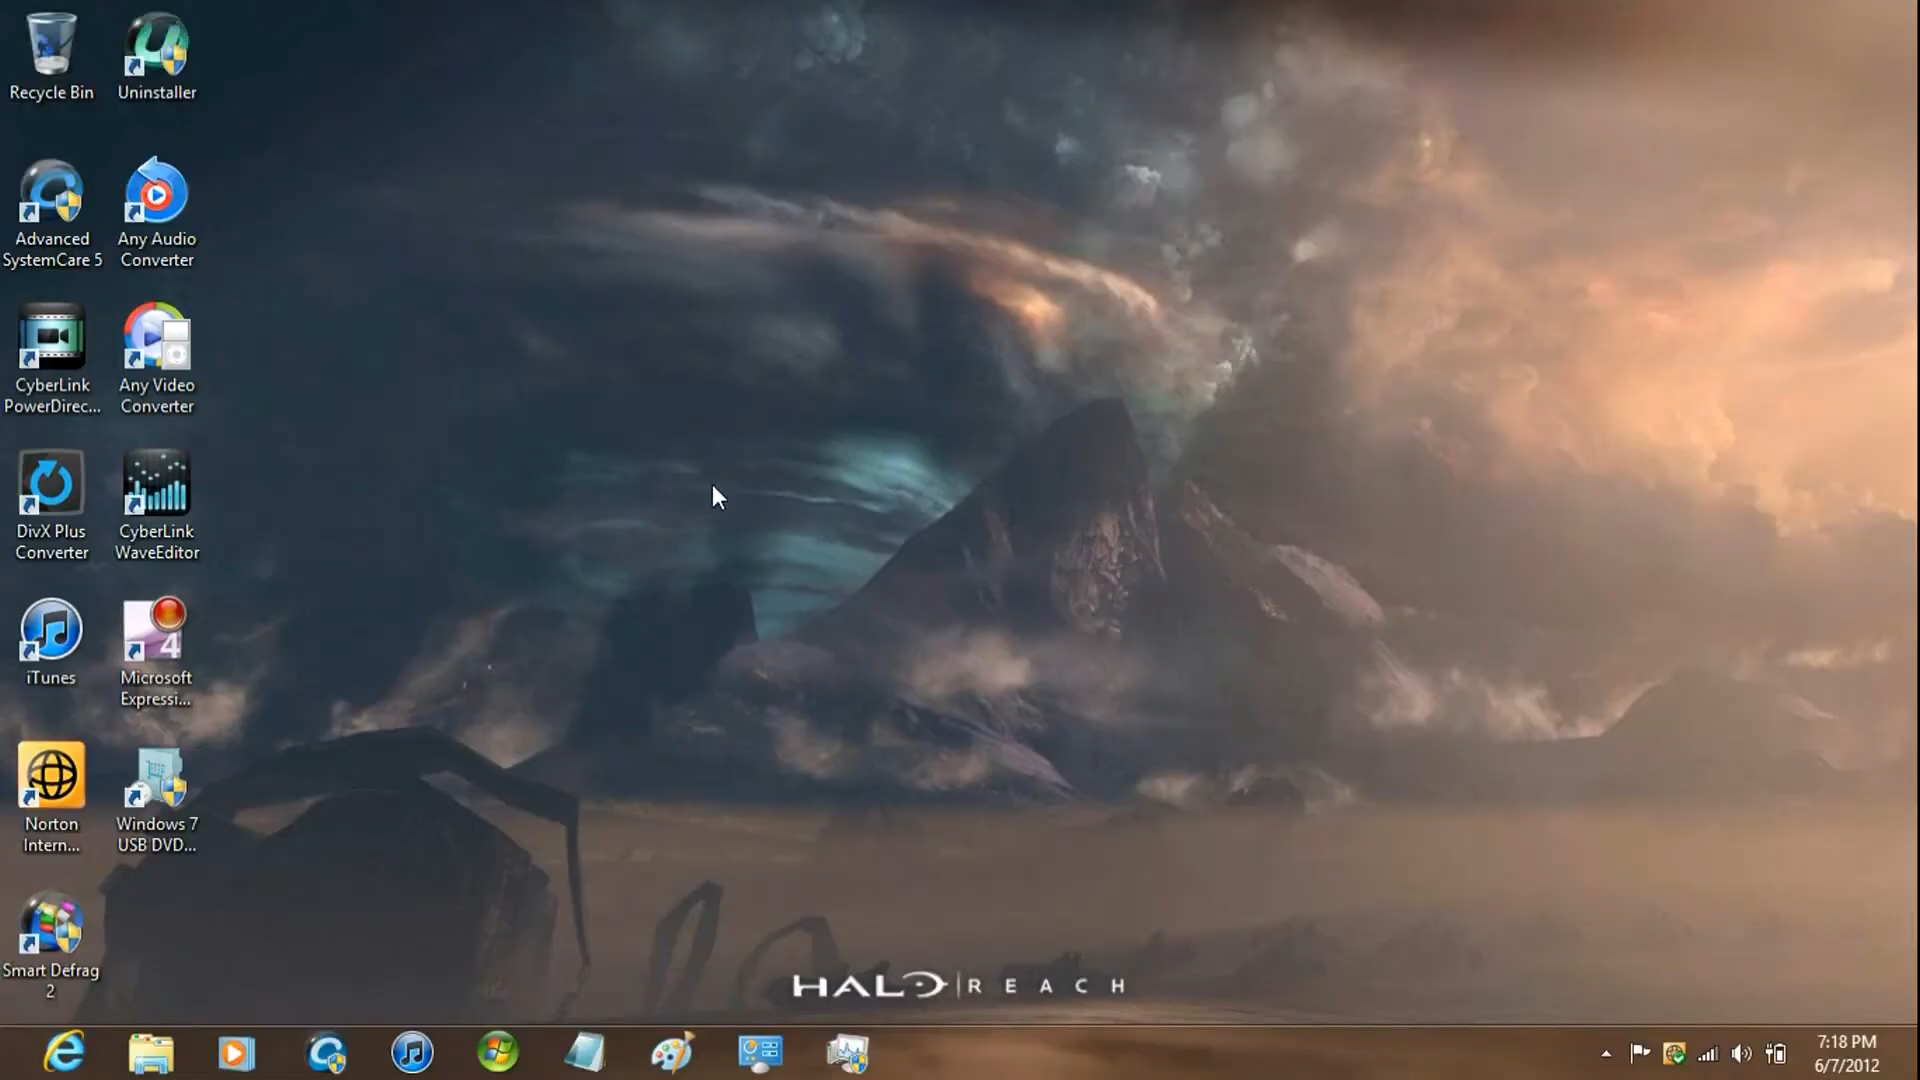 Recycle Bin
Uninstaller
Advanced
SystemCare 5
Any Audio
Converter
CyberLink
PowerDirec...
Any Video
Converter
DivX Plus
Converter
CyberLink
WaveEditor
iTunes
4
Microsoft
Expressi...
Norton
Intern...
Windows 7
USB DVD...
Smart Defrag
2
HALO | REACH
7:18 PM
6/7/2012